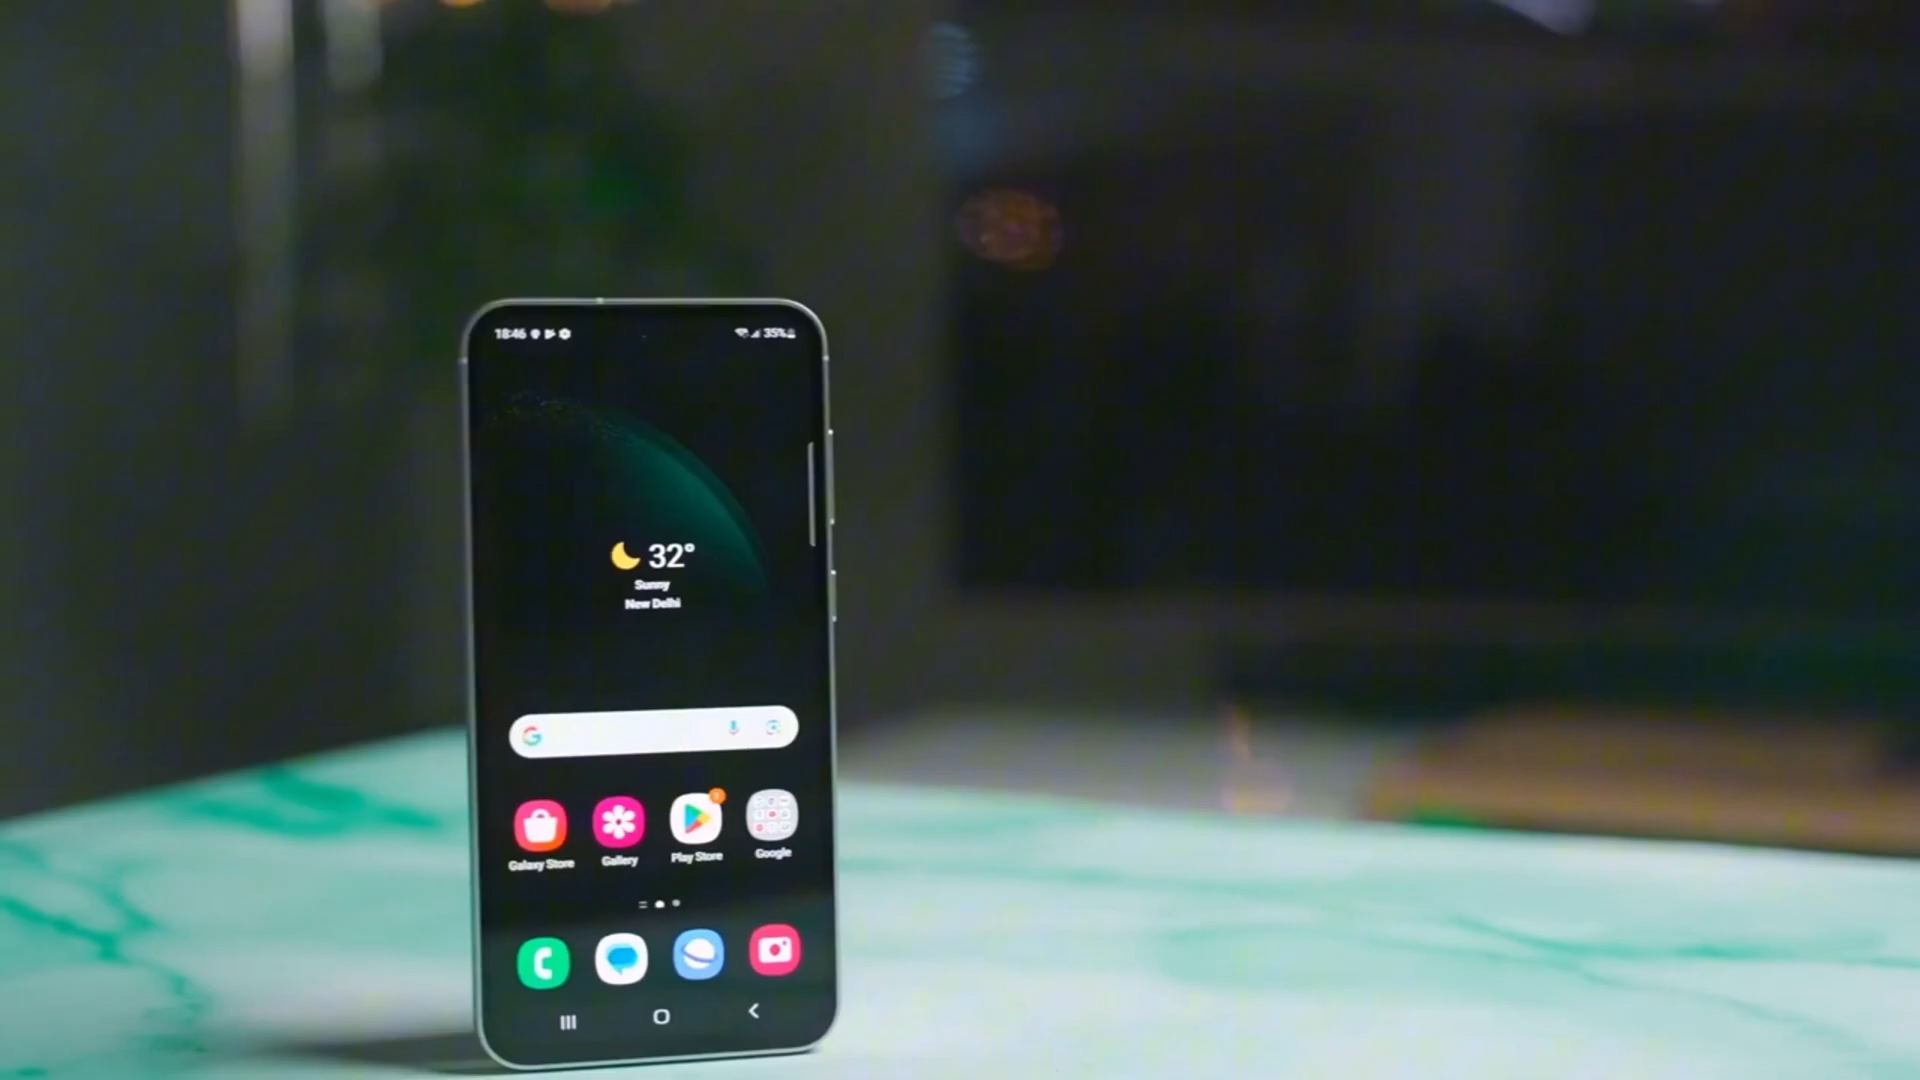 18:46
35%
32°
Sunny
New Delhi
Galaxy Store
Gallery
Play Store
Google